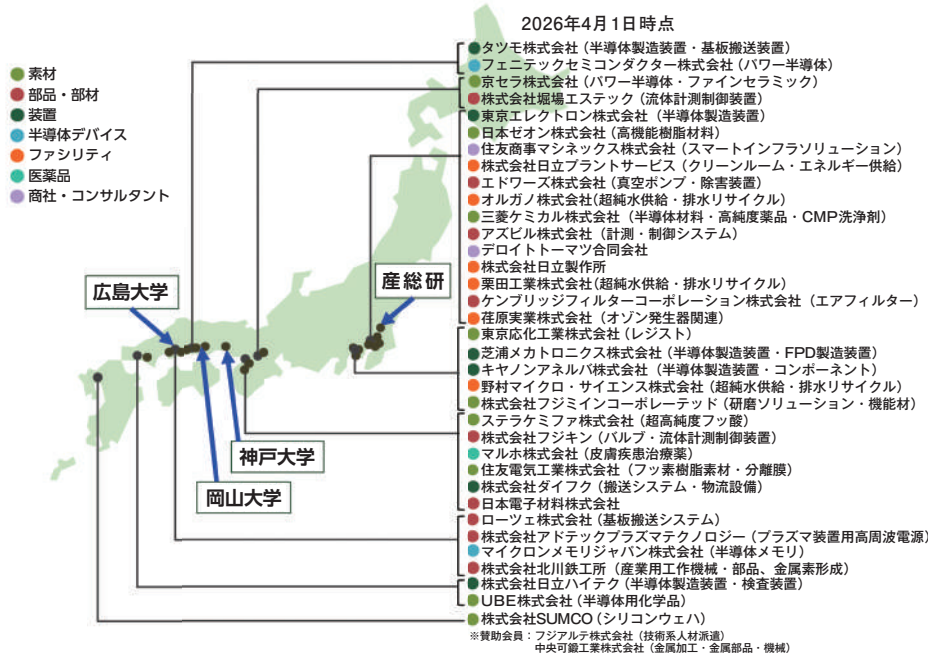 2026年4月1日時点
素材
部品・部材
装置
半導体デバイス
ファシリティ
医薬品
商社・コンサルタント
広島大学
産総研
神戸大学
岡山大学
タツモ株式会社（半導体製造装置・基板搬送装置）
フェニテックセミコンダクター株式会社（パワー半導体）
京セラ株式会社（パワー半導体・ファインセラミック）
株式会社堀場エステック（流体計測制御装置）
東京エレクトロン株式会社（半導体製造装置）
日本ゼオン株式会社（高機能樹脂材料）
住友商事マシネックス株式会社（スマートインフラソリューション）
株式会社日立プラントサービス（クリーンルーム・エネルギー供給）
エドワーズ株式会社（真空ポンプ・除害装置）
オルガノ株式会社（超純水供給・排水リサイクル）
三菱ケミカル株式会社（半導体材料・高純度薬品・CMP洗浄剤）
アズビル株式会社（計測・制御システム）
デロイトトーマツ合同会社
株式会社日立製作所
栗田工業株式会社（超純水供給・排水リサイクル）
ケンブリッジフィルターコーポレーション株式会社（エアフィルター）
荏原実業株式会社（オゾン発生器関連）
東京応化工業株式会社（レジスト）
芝浦メカトロニクス株式会社（半導体製造装置・FPD製造装置）
キヤノンアネルバ株式会社（半導体製造装置・コンポーネント）
野村マイクロ・サイエンス株式会社（超純水供給・排水リサイクル）
株式会社フジミインコーポレーテッド（研磨ソリューション・機能材）
ステラケミファ株式会社（超高純度フッ酸）
株式会社フジキン（バルブ・流体計測制御装置）
マルホ株式会社（皮膚疾患治療薬）
住友電気工業株式会社（フッ素樹脂素材・分離膜）
株式会社ダイフク（搬送システム・物流設備）
日本電子材料株式会社
ローツェ株式会社（基板搬送システム）
株式会社アドテックプラズマテクノロジー（プラズマ装置用高周波電源）
マイクロンメモリジャパン株式会社（半導体メモリ）
株式会社北川鉄工所（産業用工作機械・部品、金属素形成）
株式会社日立ハイテク（半導体製造装置・検査装置）
UBE株式会社（半導体用化学品）
株式会社SUMCO（シリコンウェハ）
※賛助会員：フジアルテ株式会社（技術系人材派遣）
中央可鍛工業株式会社（金属加工・金属部品・機械）